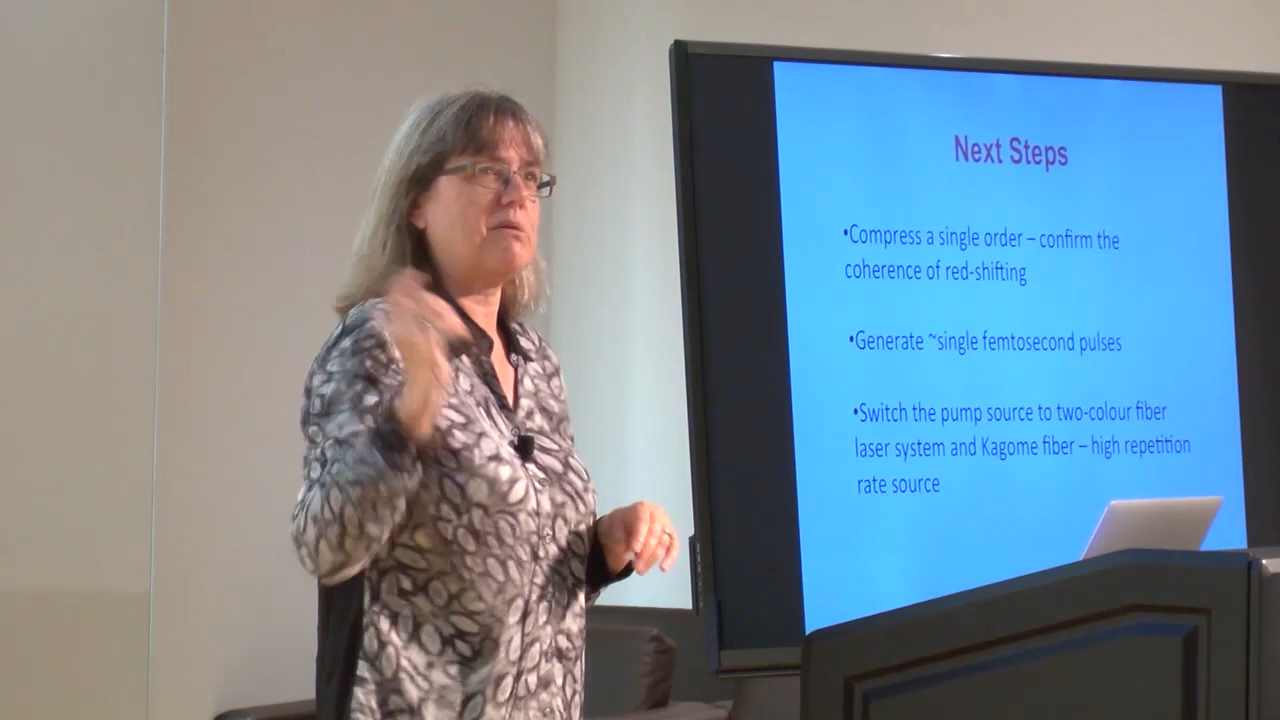 Next Steps
•Compress a single order – confirm the
coherence of red-shifting
•Generate ~single femtosecond pulses
•Switch the pump source to two-colour fiber
laser system and Kagome fiber – high repetition
rate source